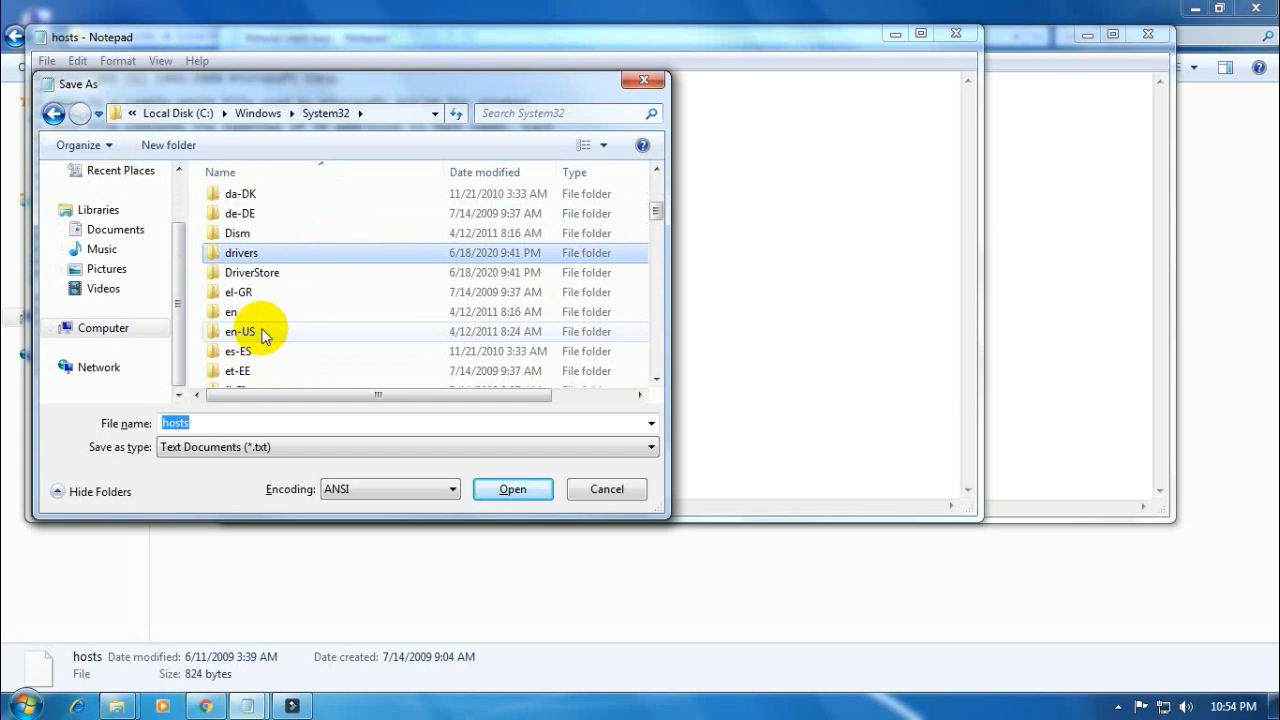 hosts - Notepad
File Edit Format View Help
Save As
« Local Disk (C:) Windows System32 Search System32
Organize New folder
Name Date modified Type
Recent Places
Libraries
Documents
Music
Pictures
Videos
Computer
Network
da-DK 11/21/2010 3:33 AM File folder
de-DE 7/14/2009 9:37 AM File folder
Dism 4/12/2011 8:16 AM File folder
drivers 6/18/2020 9:41 PM File folder
DriverStore 6/18/2020 9:41 PM File folder
el-GR 7/14/2009 9:37 AM File folder
en 4/12/2011 8:16 AM File folder
en-US 4/12/2011 8:24 AM File folder
es-ES 11/21/2010 3:33 AM File folder
et-EE 7/14/2009 9:37 AM File folder
File name: hosts
Save as type: Text Documents (*.txt)
Hide Folders Encoding: ANSI Open Cancel
hosts Date modified: 6/11/2009 3:39 AM Date created: 7/14/2009 9:04 AM
File Size: 824 bytes
10:54 PM